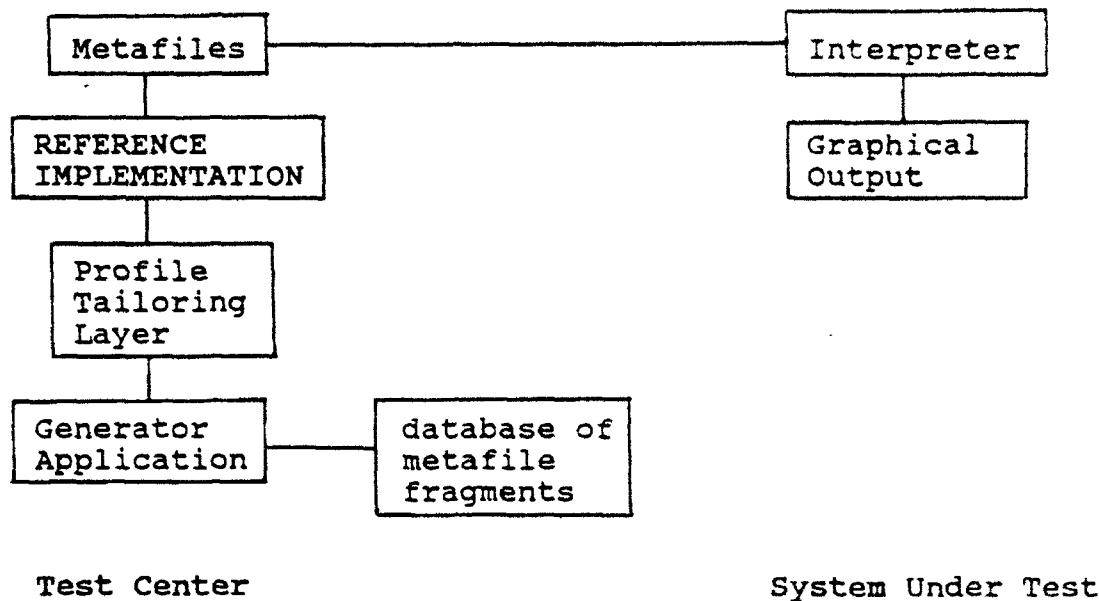 Metafiles
Interpreter
REFERENCE
IMPLEMENTATION
Graphical
Output
Profile
Tailoring
Layer
Generator
Application
database of
metafile
fragments
Test Center
System Under Test